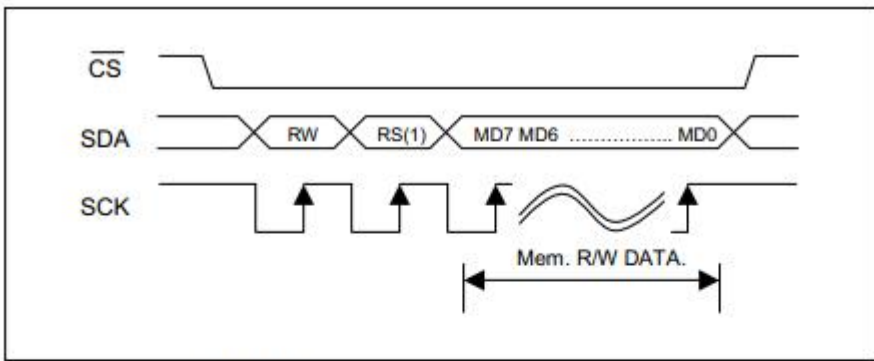 CS
SDA RW RS(1) MD7 MD6 ................ MD0
SCK
Mem. R/W DATA.